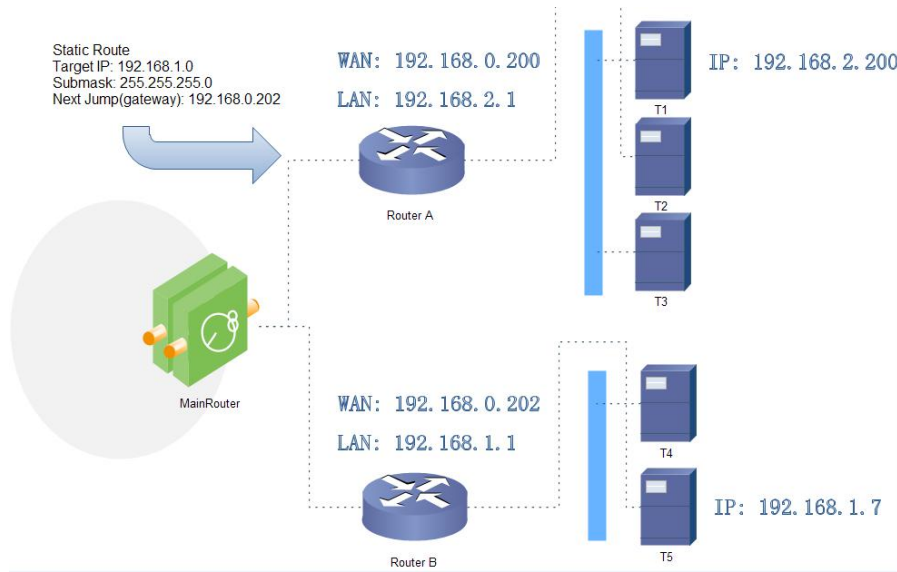 Static Route
Target IP: 192.168.1.0
Submask: 255.255.255.0
Next Jump(gateway): 192.168.0.202
WAN: 192.168.0.200
LAN: 192.168.2.1
Router A
IP: 192.168.2.200
T1
T2
T3
MainRouter
WAN: 192.168.0.202
LAN: 192.168.1.1
Router B
T4
IP: 192.168.1.7
T5